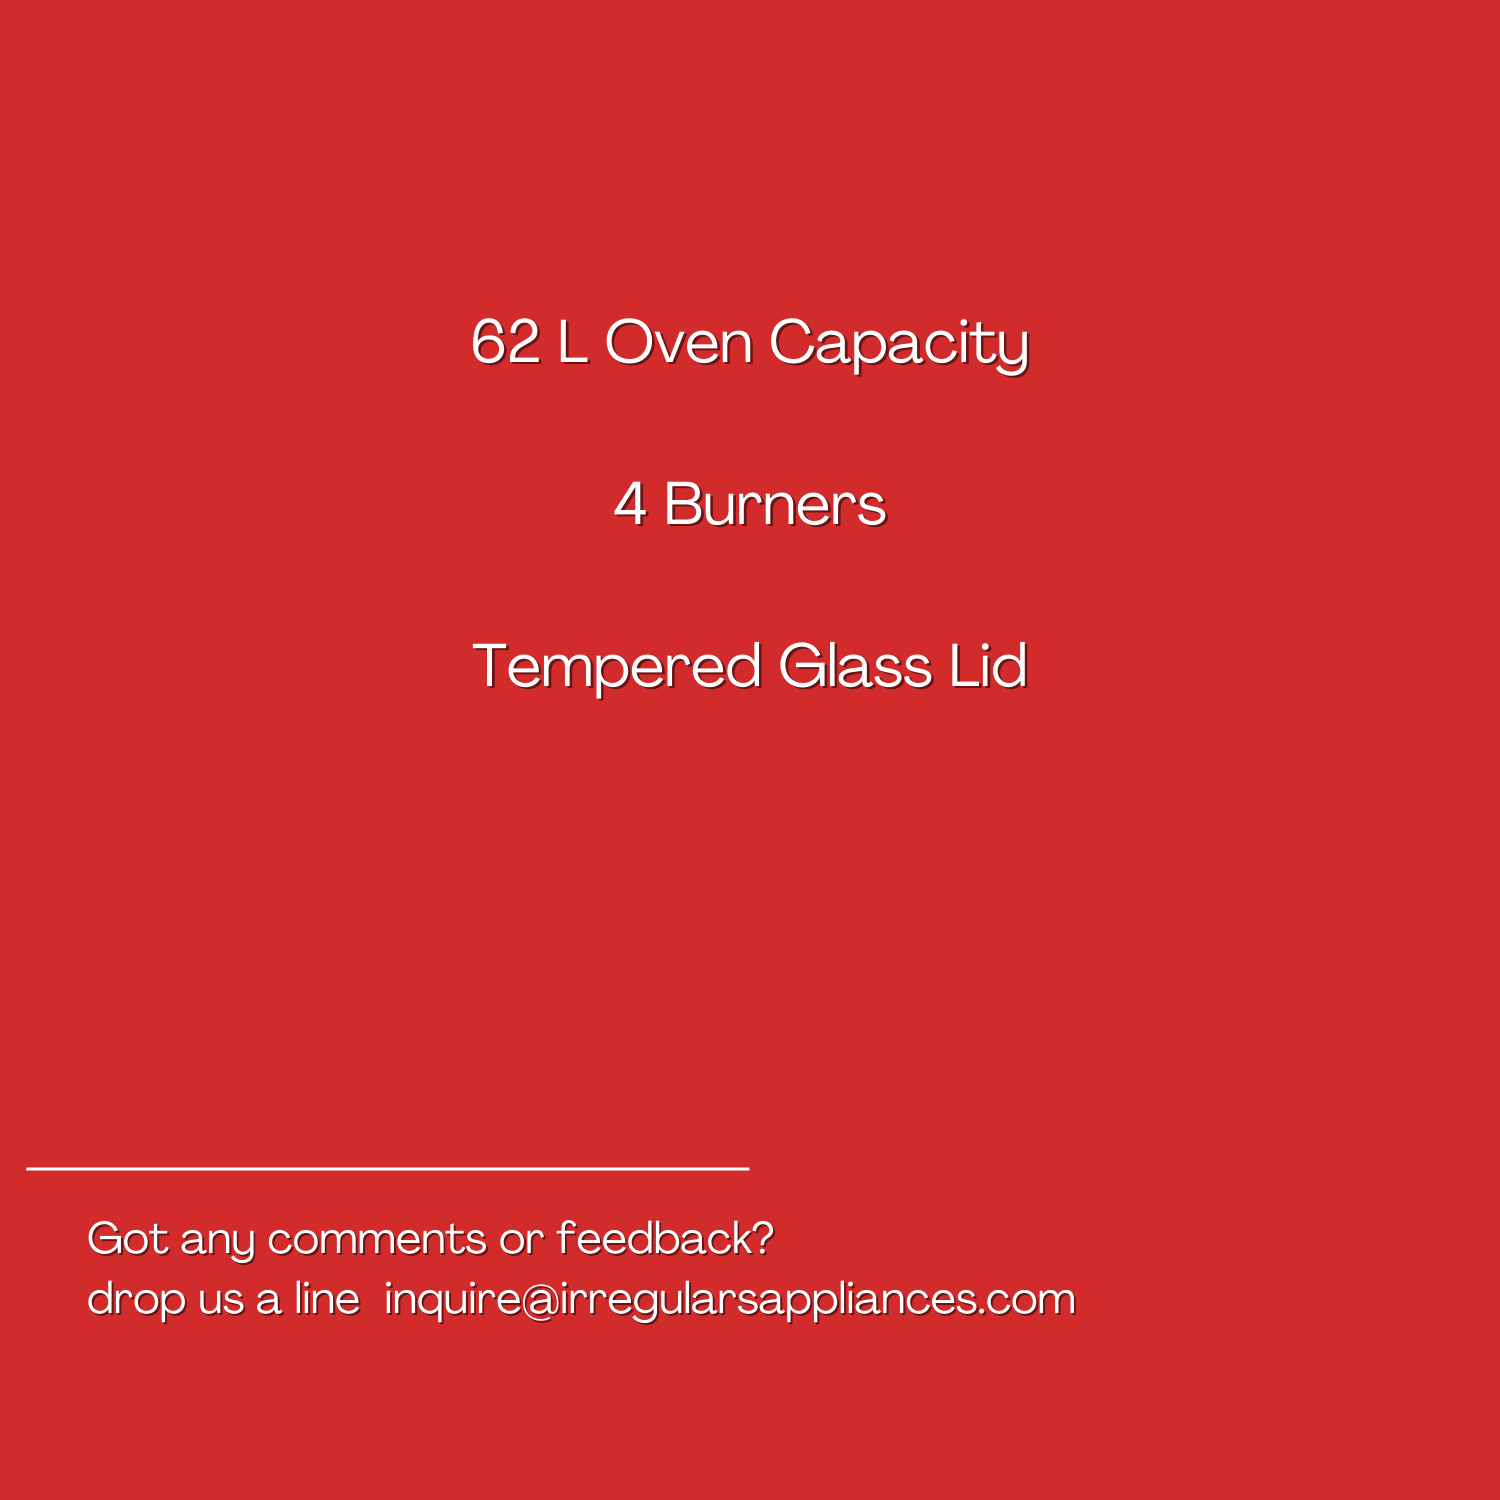 62 L Oven Capacity
4 Burners
Tempered Glass Lid
Got any comments or feedback?
drop us a line  inquire@irregularsappliances.com